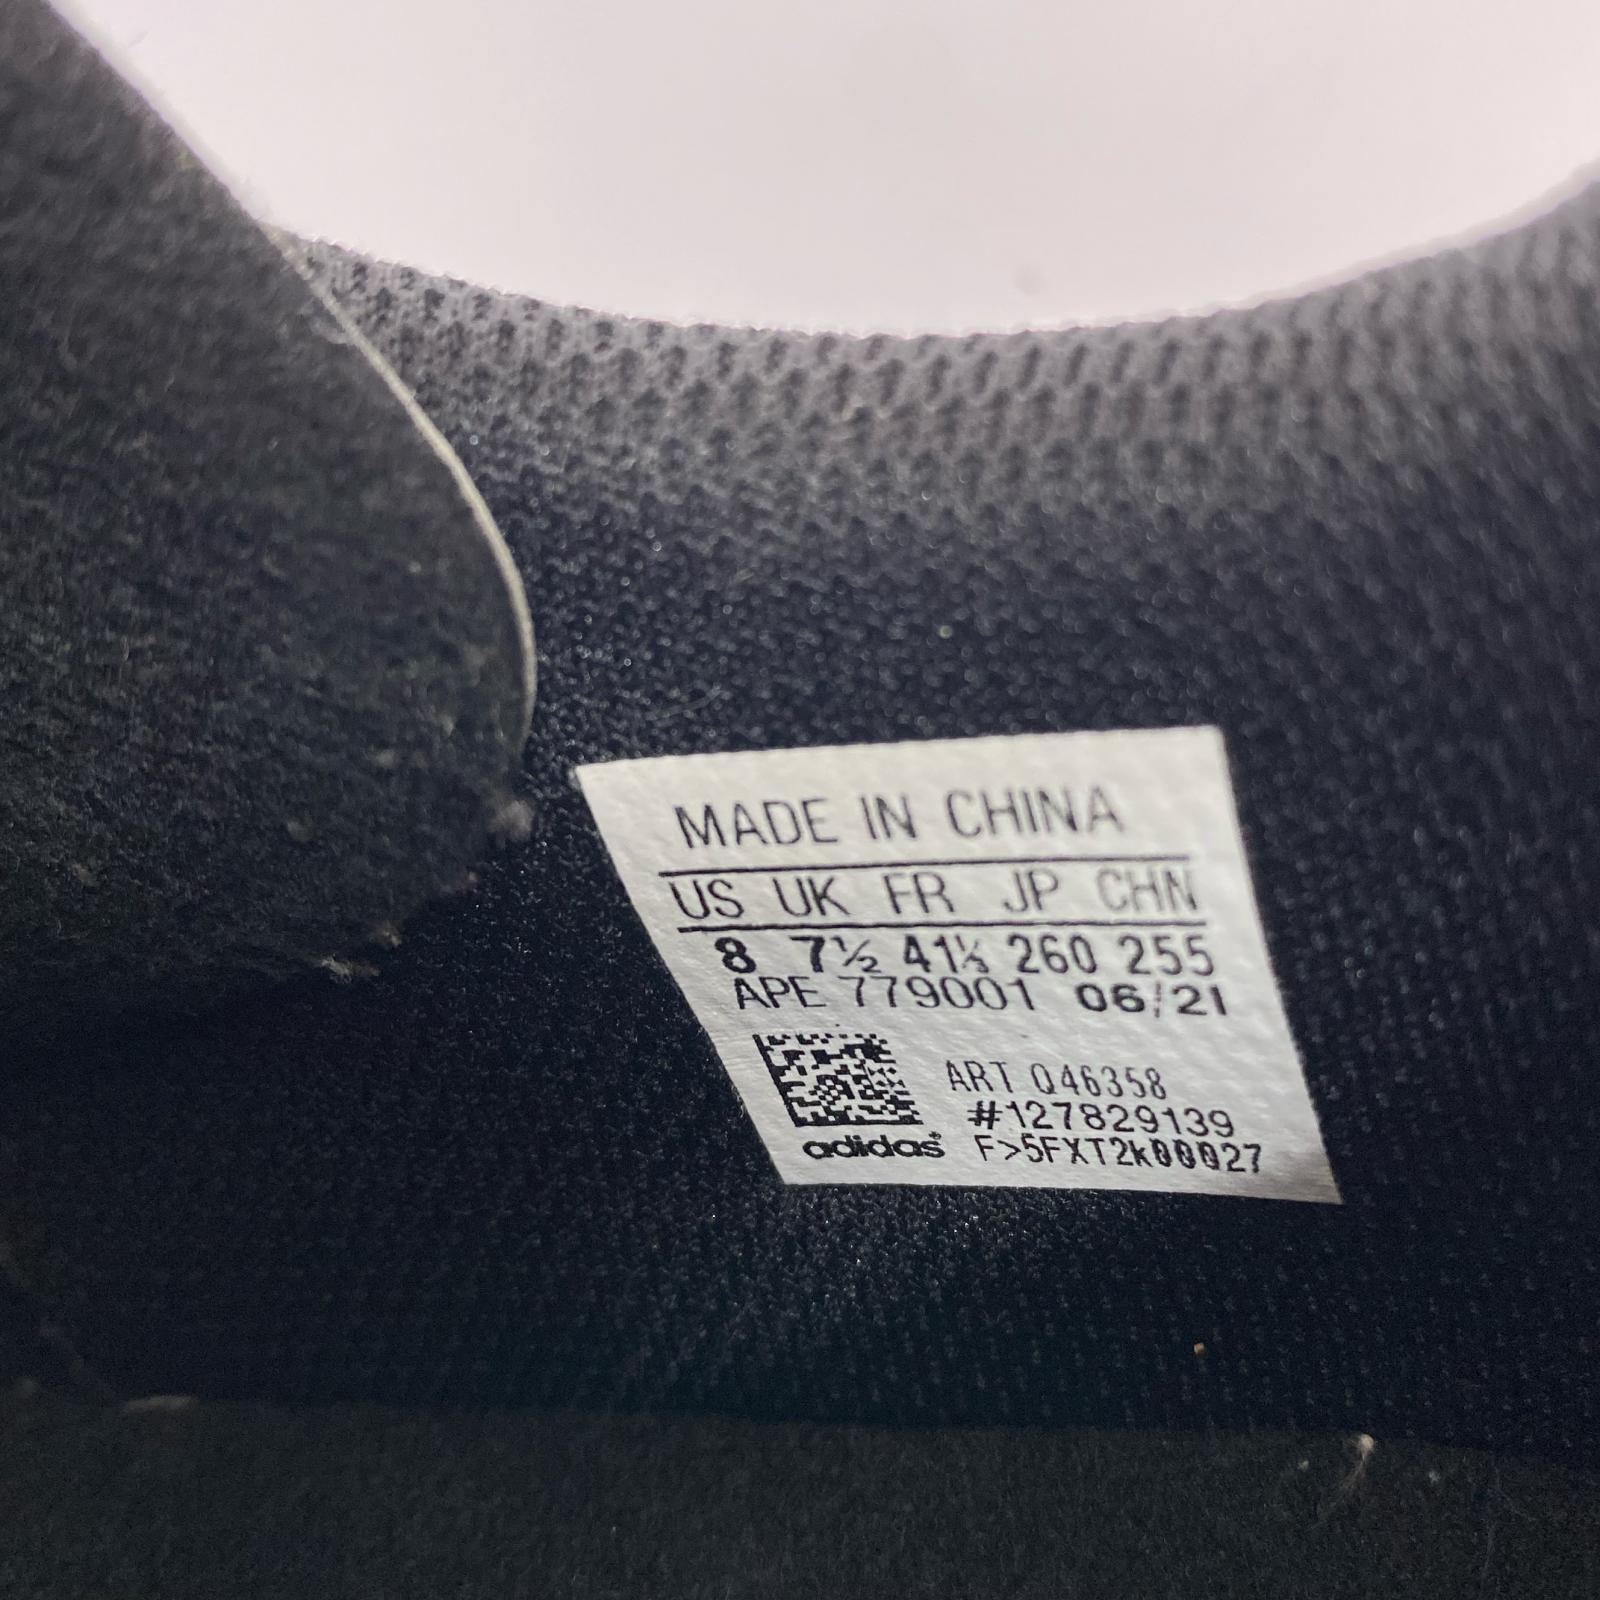 MADE IN CHINA
US UK FR JP CHN
8 7½ 41⅓ 260 255
APE 779001 06/21
ART Q46358
#127829139
adidas® F>5FXT2K00027